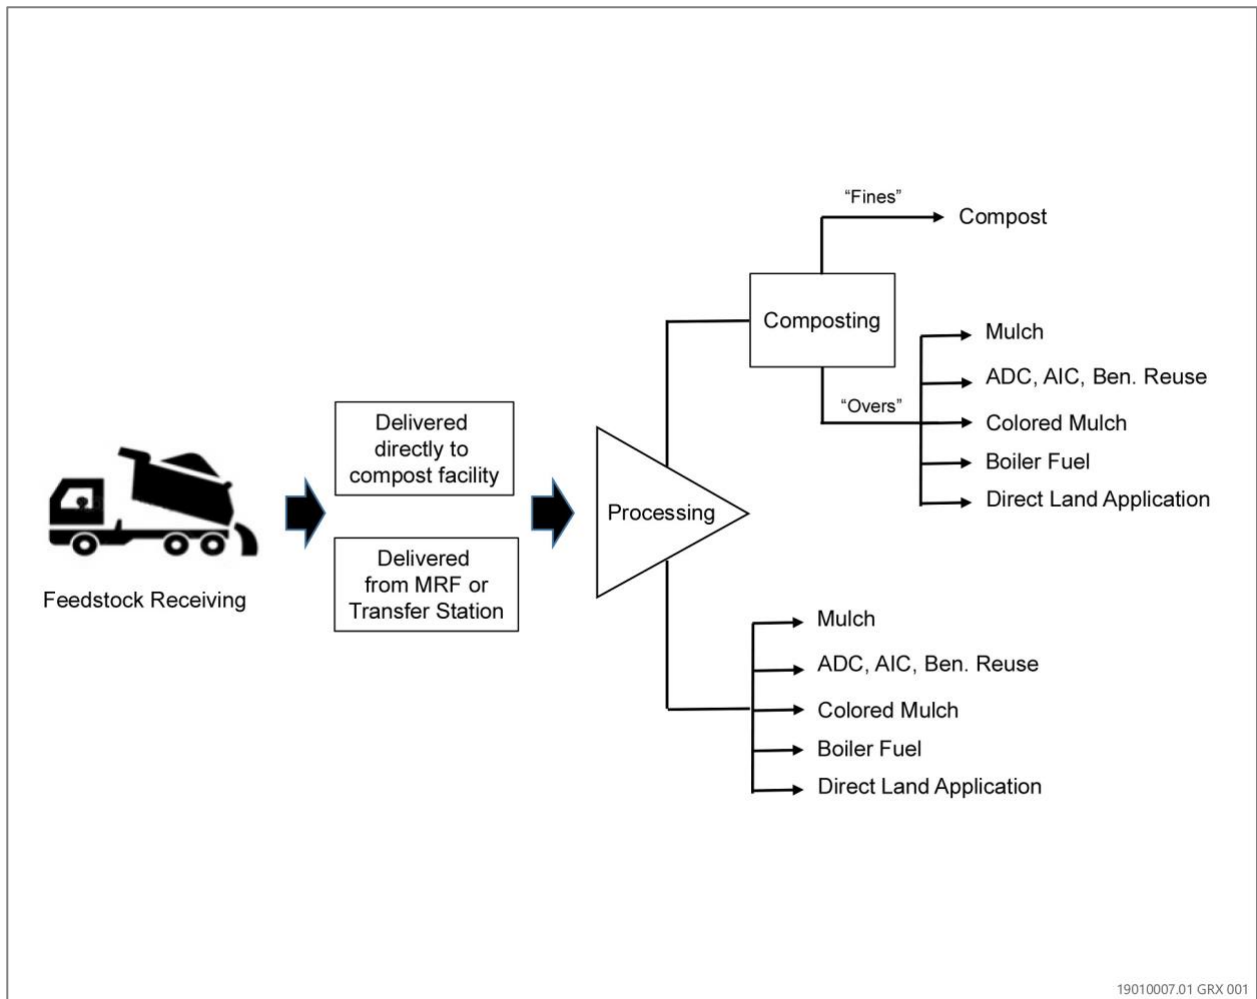 Feedstock Receiving
Delivered
directly to
compost facility
Delivered
from MRF or
Transfer Station
Processing
Composting
“Fines”
Compost
“Overs”
Mulch
ADC, AIC, Ben. Reuse
Colored Mulch
Boiler Fuel
Direct Land Application
Mulch
ADC, AIC, Ben. Reuse
Colored Mulch
Boiler Fuel
Direct Land Application
19010007.01 GRX 001